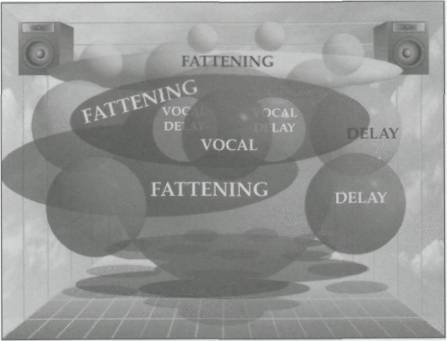 FATTENING
FATTENING
VOCAL VOCAL
DELAY DELAY
DELAY
VOCAL
FATTENING
DELAY